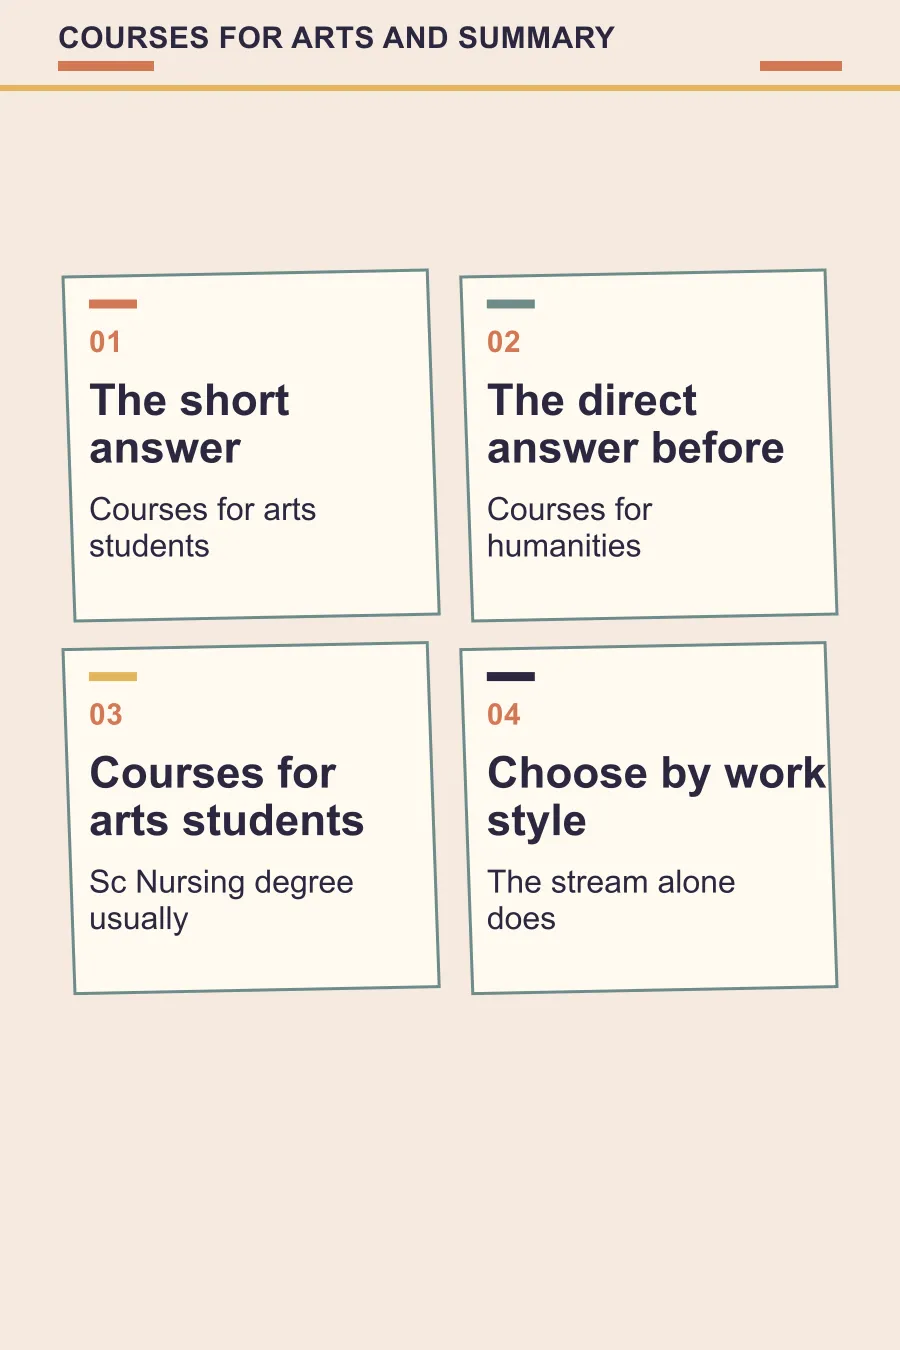 COURSES FOR ARTS AND SUMMARY
01
The short
answer
Courses for arts
students
02
The direct
answer before
Courses for
humanities
03
Courses for
arts students
Sc Nursing degree
usually
04
Choose by work
style
The stream alone
does